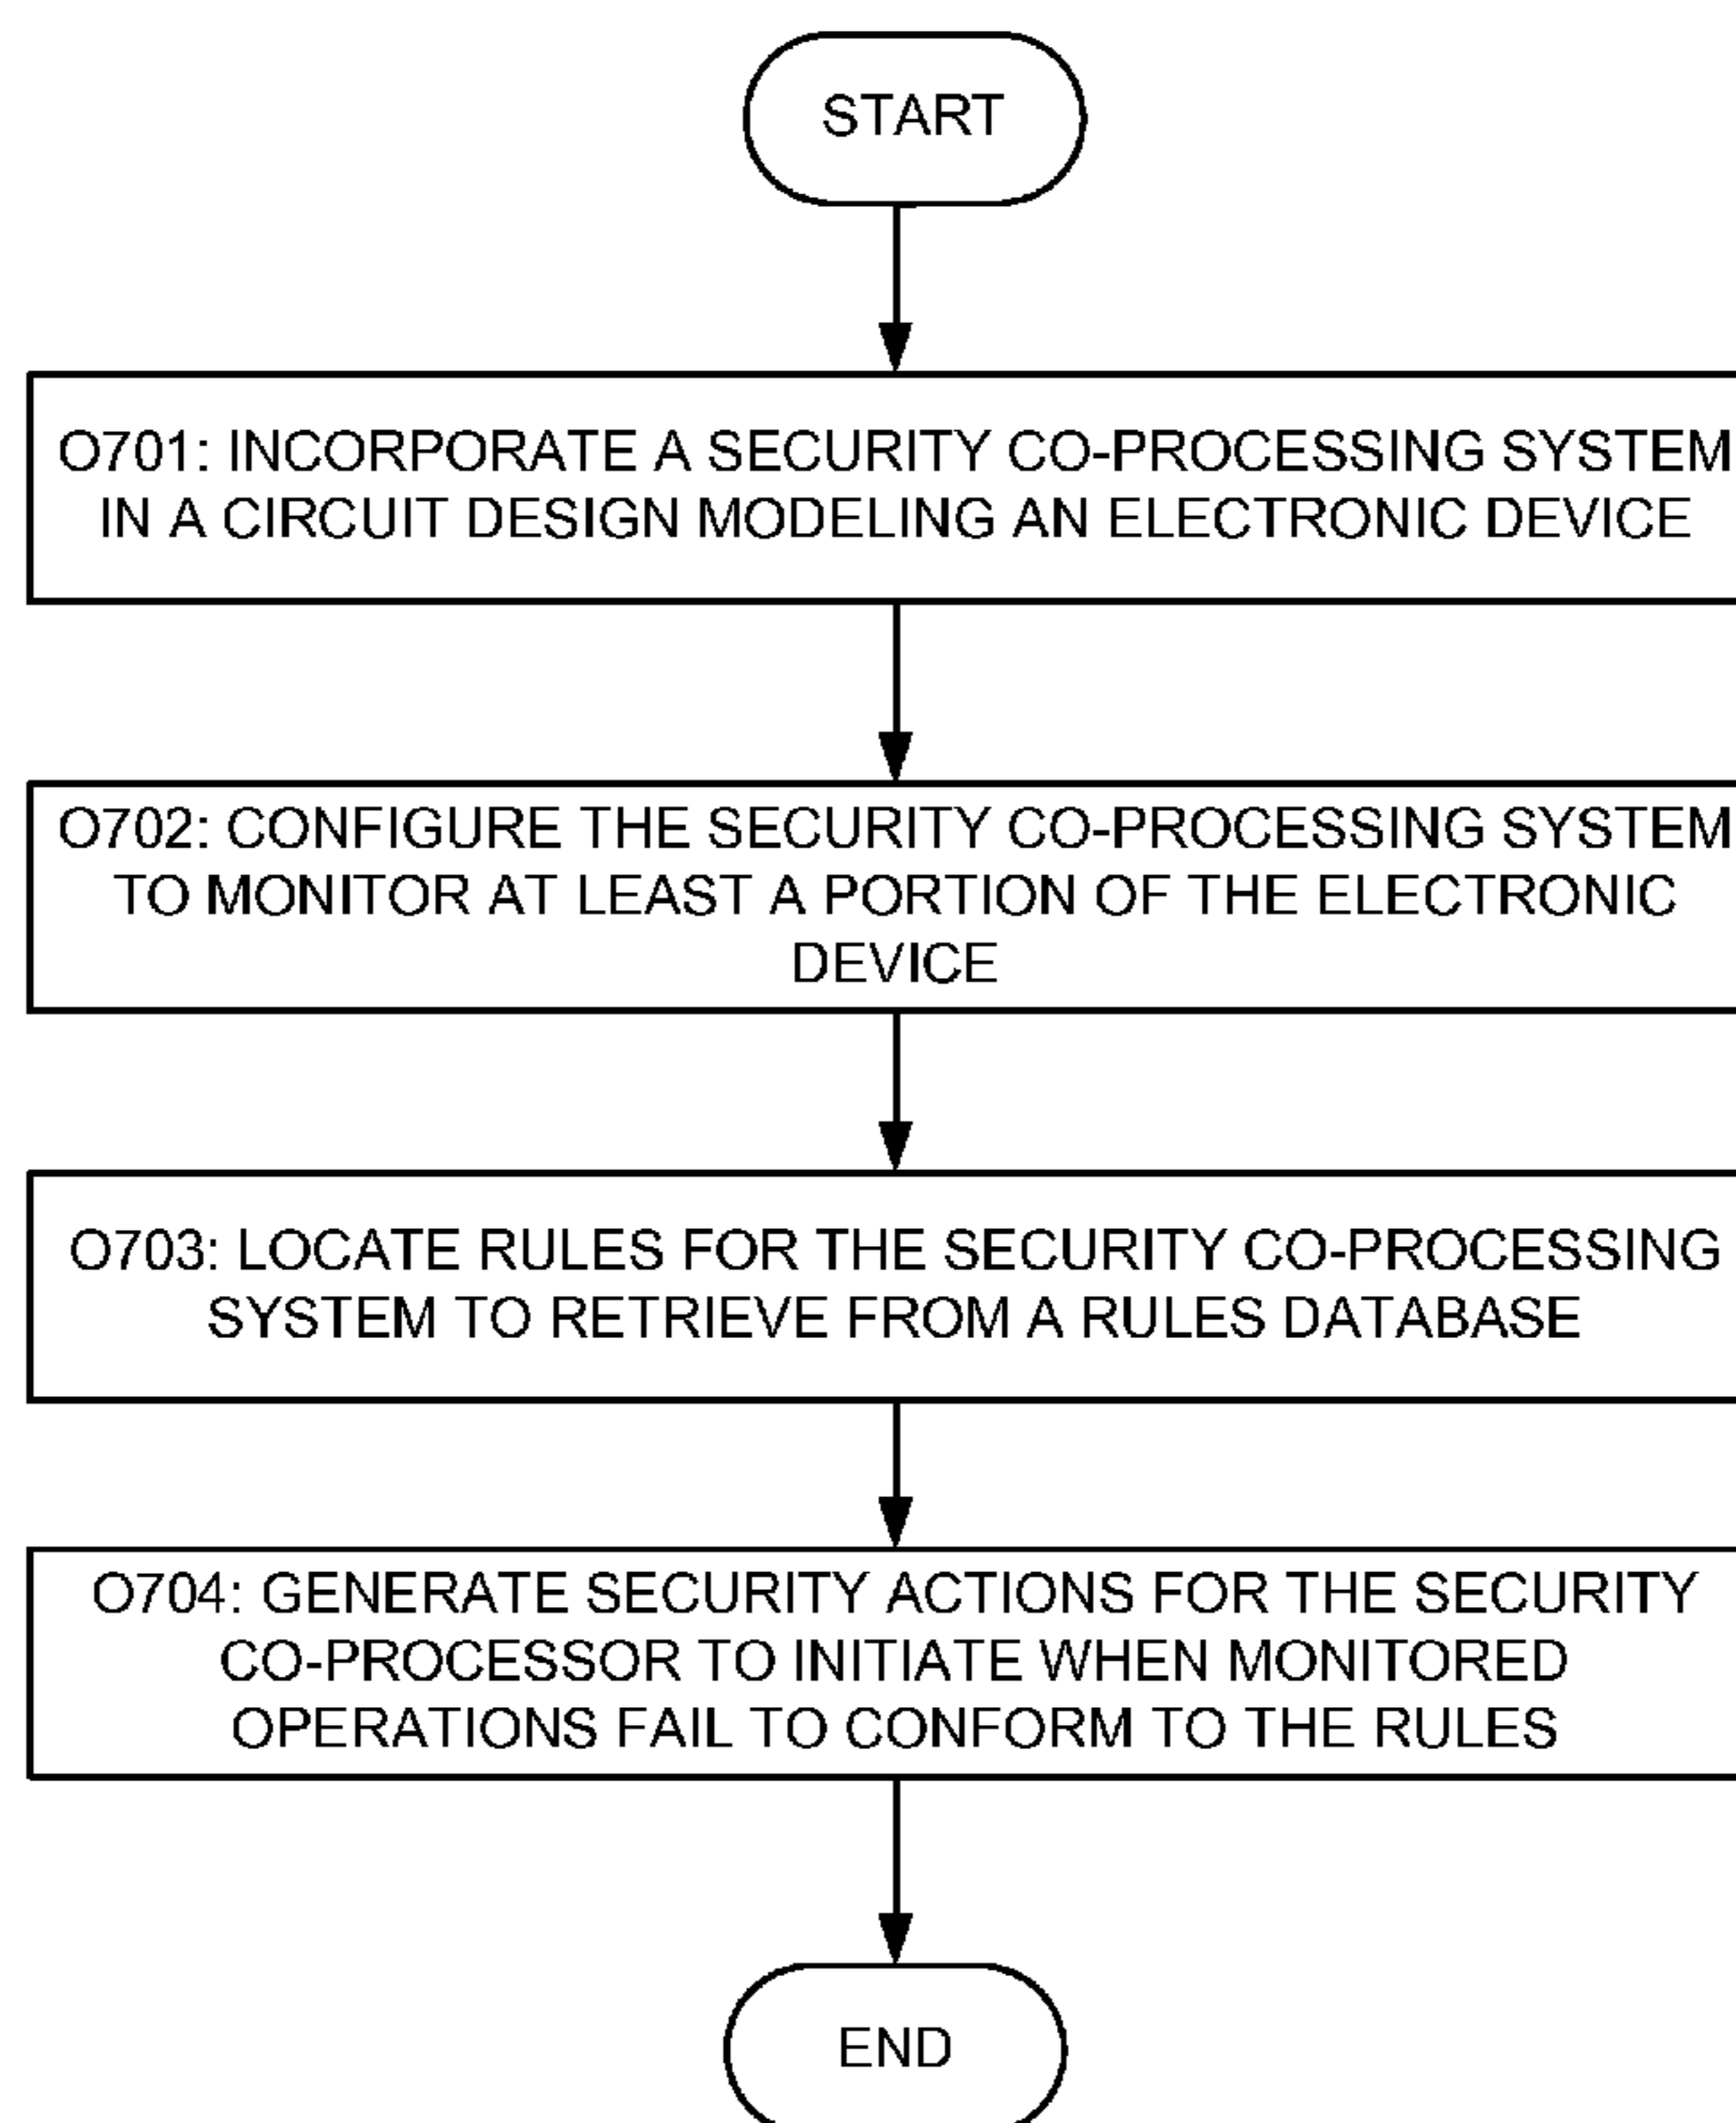 START
O701: INCORPORATE A SECURITY CO-PROCESSING SYSTEM
IN A CIRCUIT DESIGN MODELING AN ELECTRONIC DEVICE
O702: CONFIGURE THE SECURITY CO-PROCESSING SYSTEM
TO MONITOR AT LEAST A PORTION OF THE ELECTRONIC
DEVICE
O703: LOCATE RULES FOR THE SECURITY CO-PROCESSING
SYSTEM TO RETRIEVE FROM A RULES DATABASE
O704: GENERATE SECURITY ACTIONS FOR THE SECURITY
CO-PROCESSOR TO INITIATE WHEN MONITORED
OPERATIONS FAIL TO CONFORM TO THE RULES
END